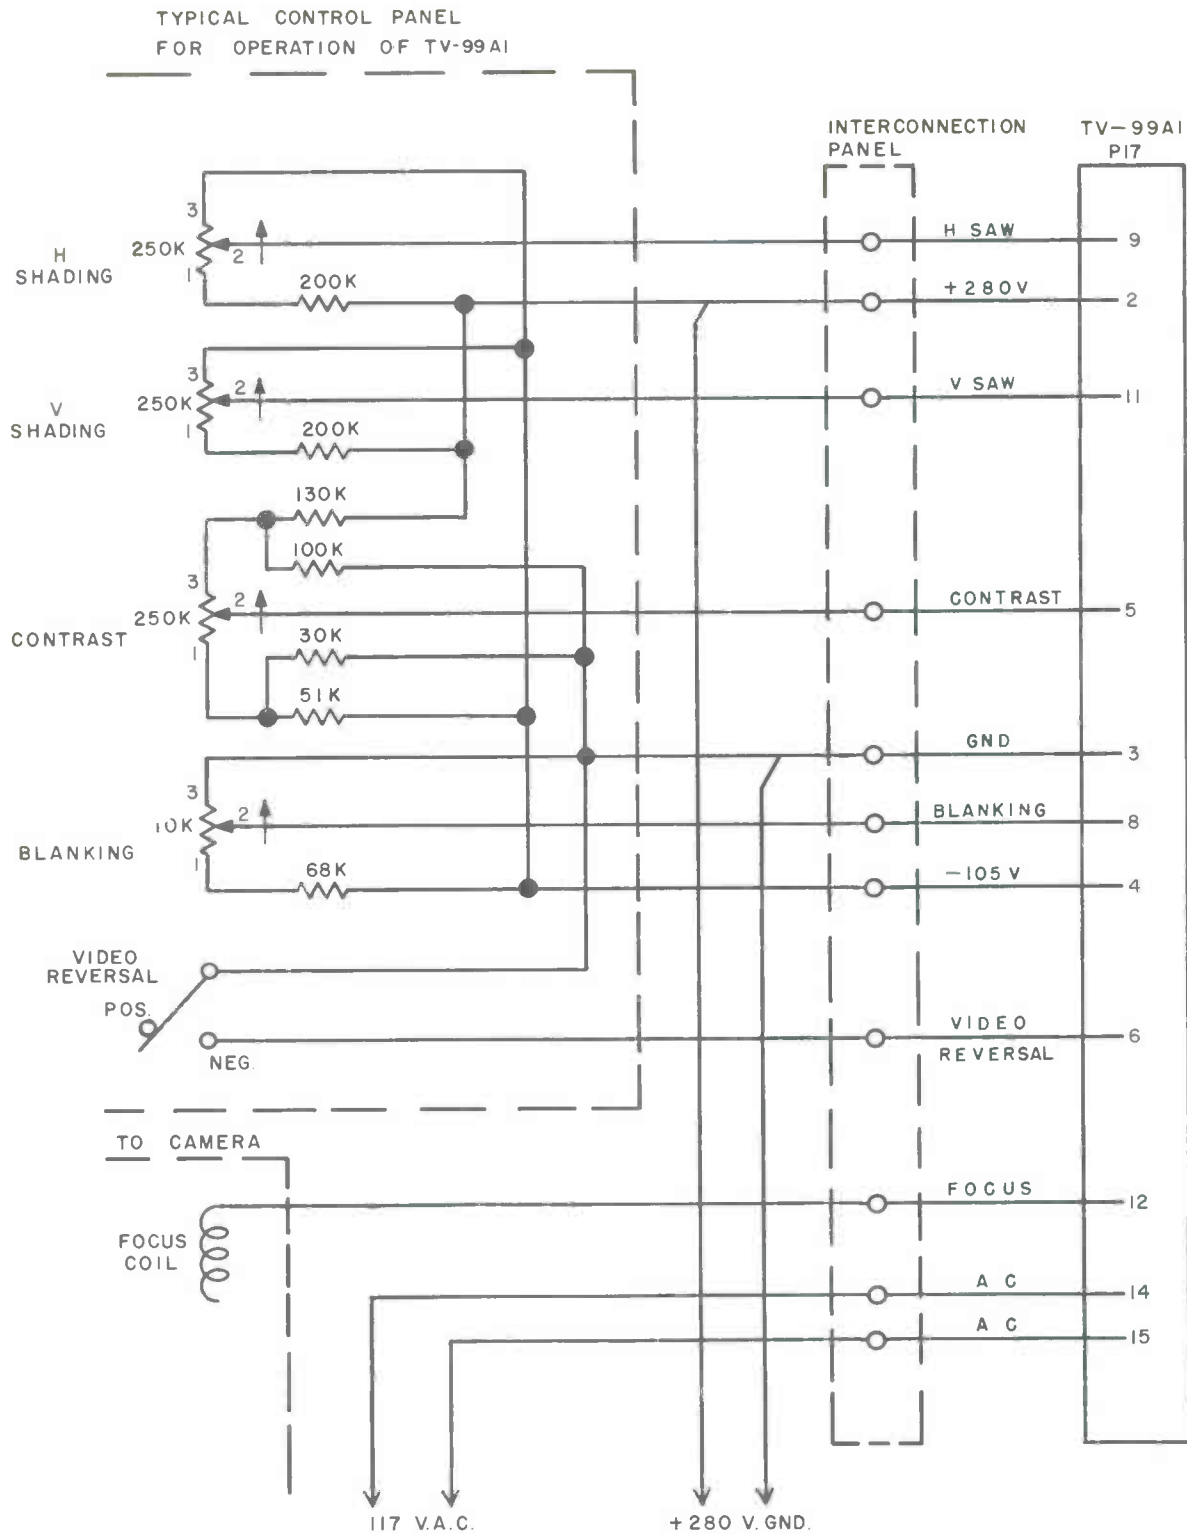 TYPICAL CONTROL PANEL
FOR OPERATION OF TV-99A1
INTERCONNECTION
PANEL
TV-99A1
P17
3
250K
2
1
H
SHADING
200K
H SAW
9
+280V
2
3
250K
2
1
V
SHADING
200K
V SAW
11
130K
100K
3
250K
2
1
CONTRAST
30K
51K
CONTRAST
5
GND
3
3
10K
2
1
BLANKING
68K
BLANKING
8
-105V
4
VIDEO
REVERSAL
POS.
NEG.
VIDEO
REVERSAL
6
TO CAMERA
FOCUS
COIL
FOCUS
12
AC
14
AC
15
117 V.A.C.
+280 V. GND.